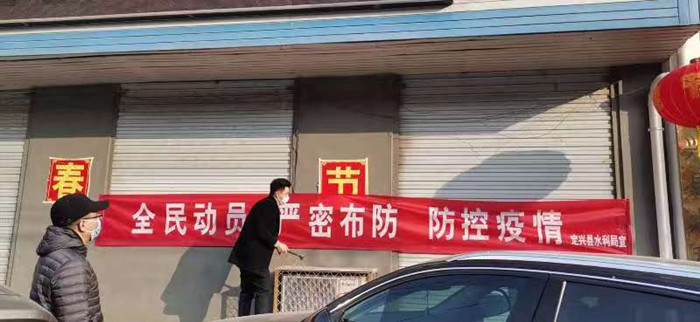 春 节
全民动员 严密布防 防控疫情 定兴县水利局宣